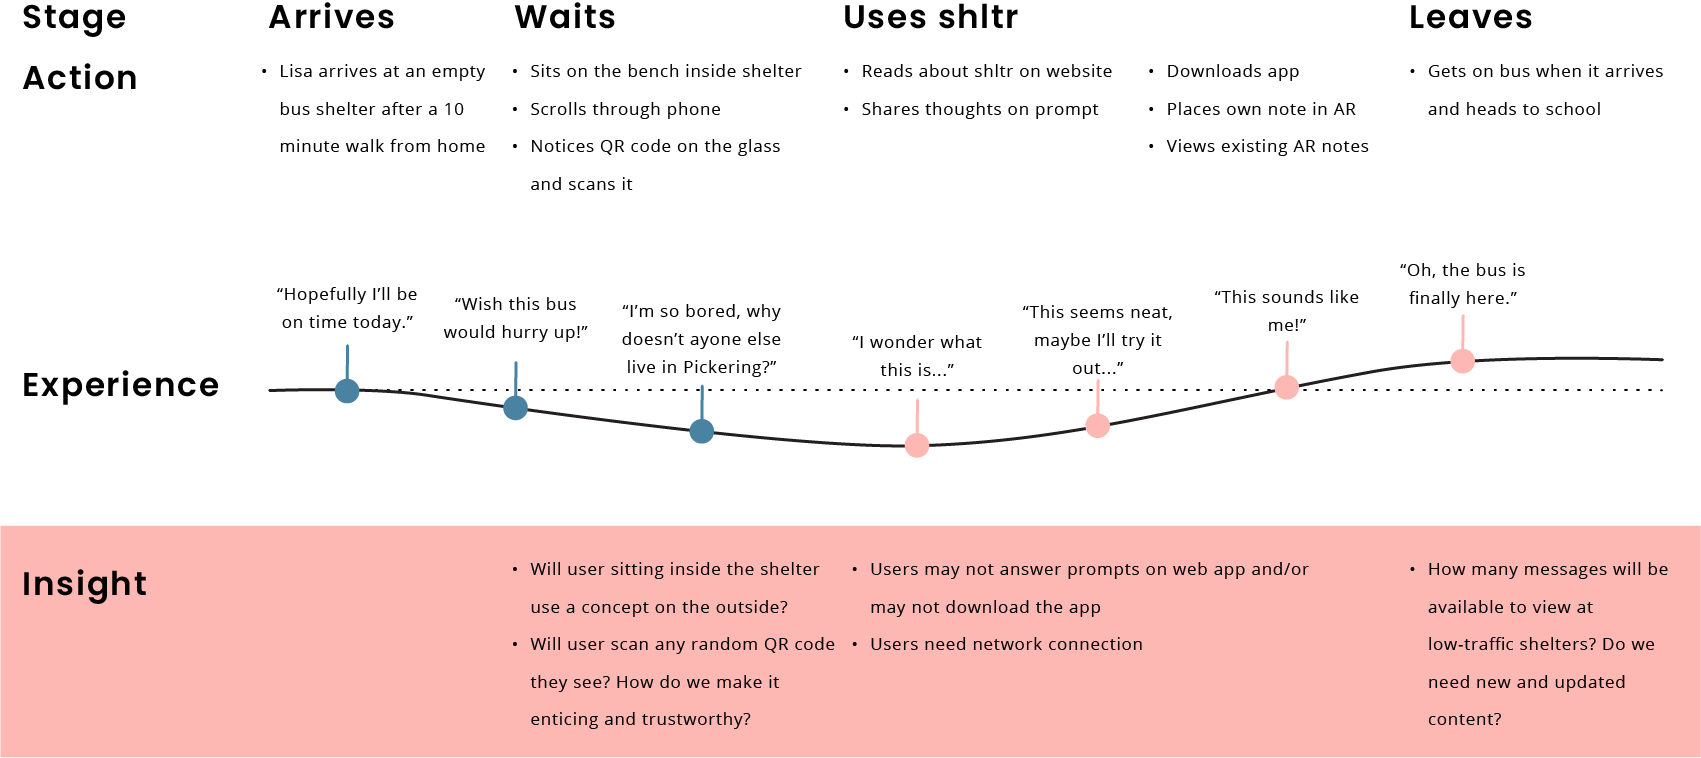 Stage
Arrives
Waits
Uses shltr
Leaves
Action
• Lisa arrives at an empty
bus shelter after a 10
minute walk from home
• Sits on the bench inside shelter
• Scrolls through phone
• Notices QR code on the glass
and scans it
• Reads about shltr on website
• Shares thoughts on prompt
• Downloads app
• Places own note in AR
• Views existing AR notes
• Gets on bus when it arrives
and heads to school
Experience
“Hopefully I’ll be
on time today.”
“Wish this bus
would hurry up!”
“I’m so bored, why
doesn’t ayone else
live in Pickering?”
“I wonder what
this is...”
“This seems neat,
maybe I’ll try it
out...”
“This sounds like
me!”
“Oh, the bus is
finally here.”
Insight
• Will user sitting inside the shelter
use a concept on the outside?
• Will user scan any random QR code
they see? How do we make it
enticing and trustworthy?
• Users may not answer prompts on web app and/or
may not download the app
• Users need network connection
• How many messages will be
available to view at
low-traffic shelters? Do we
need new and updated
content?